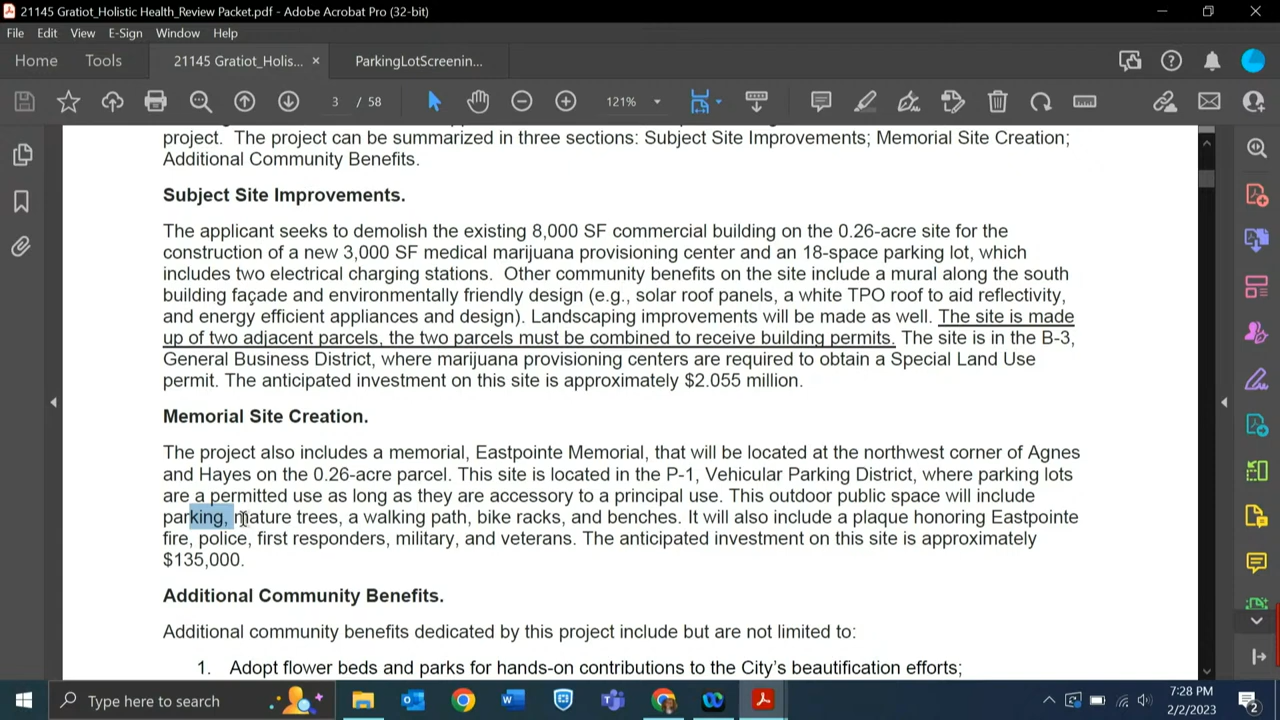 21145 Gratiot_Holistic Health_Review Packet.pdf - Adobe Acrobat Pro (32-bit)
File Edit View E-Sign Window Help
Home Tools 21145 Gratiot_Holis... × ParkingLotScreenin...
3 / 58 121%
project. The project can be summarized in three sections: Subject Site Improvements; Memorial Site Creation;
Additional Community Benefits.
Subject Site Improvements.
The applicant seeks to demolish the existing 8,000 SF commercial building on the 0.26-acre site for the
construction of a new 3,000 SF medical marijuana provisioning center and an 18-space parking lot, which
includes two electrical charging stations. Other community benefits on the site include a mural along the south
building façade and environmentally friendly design (e.g., solar roof panels, a white TPO roof to aid reflectivity,
and energy efficient appliances and design). Landscaping improvements will be made as well. The site is made
up of two adjacent parcels, the two parcels must be combined to receive building permits. The site is in the B-3,
General Business District, where marijuana provisioning centers are required to obtain a Special Land Use
permit. The anticipated investment on this site is approximately $2.055 million.
Memorial Site Creation.
The project also includes a memorial, Eastpointe Memorial, that will be located at the northwest corner of Agnes
and Hayes on the 0.26-acre parcel. This site is located in the P-1, Vehicular Parking District, where parking lots
are a permitted use as long as they are accessory to a principal use. This outdoor public space will include
parking, mature trees, a walking path, bike racks, and benches. It will also include a plaque honoring Eastpointe
fire, police, first responders, military, and veterans. The anticipated investment on this site is approximately
$135,000.
Additional Community Benefits.
Additional community benefits dedicated by this project include but are not limited to:
1. Adopt flower beds and parks for hands-on contributions to the City's beautification efforts;
Type here to search
7:28 PM
2/2/2023
2